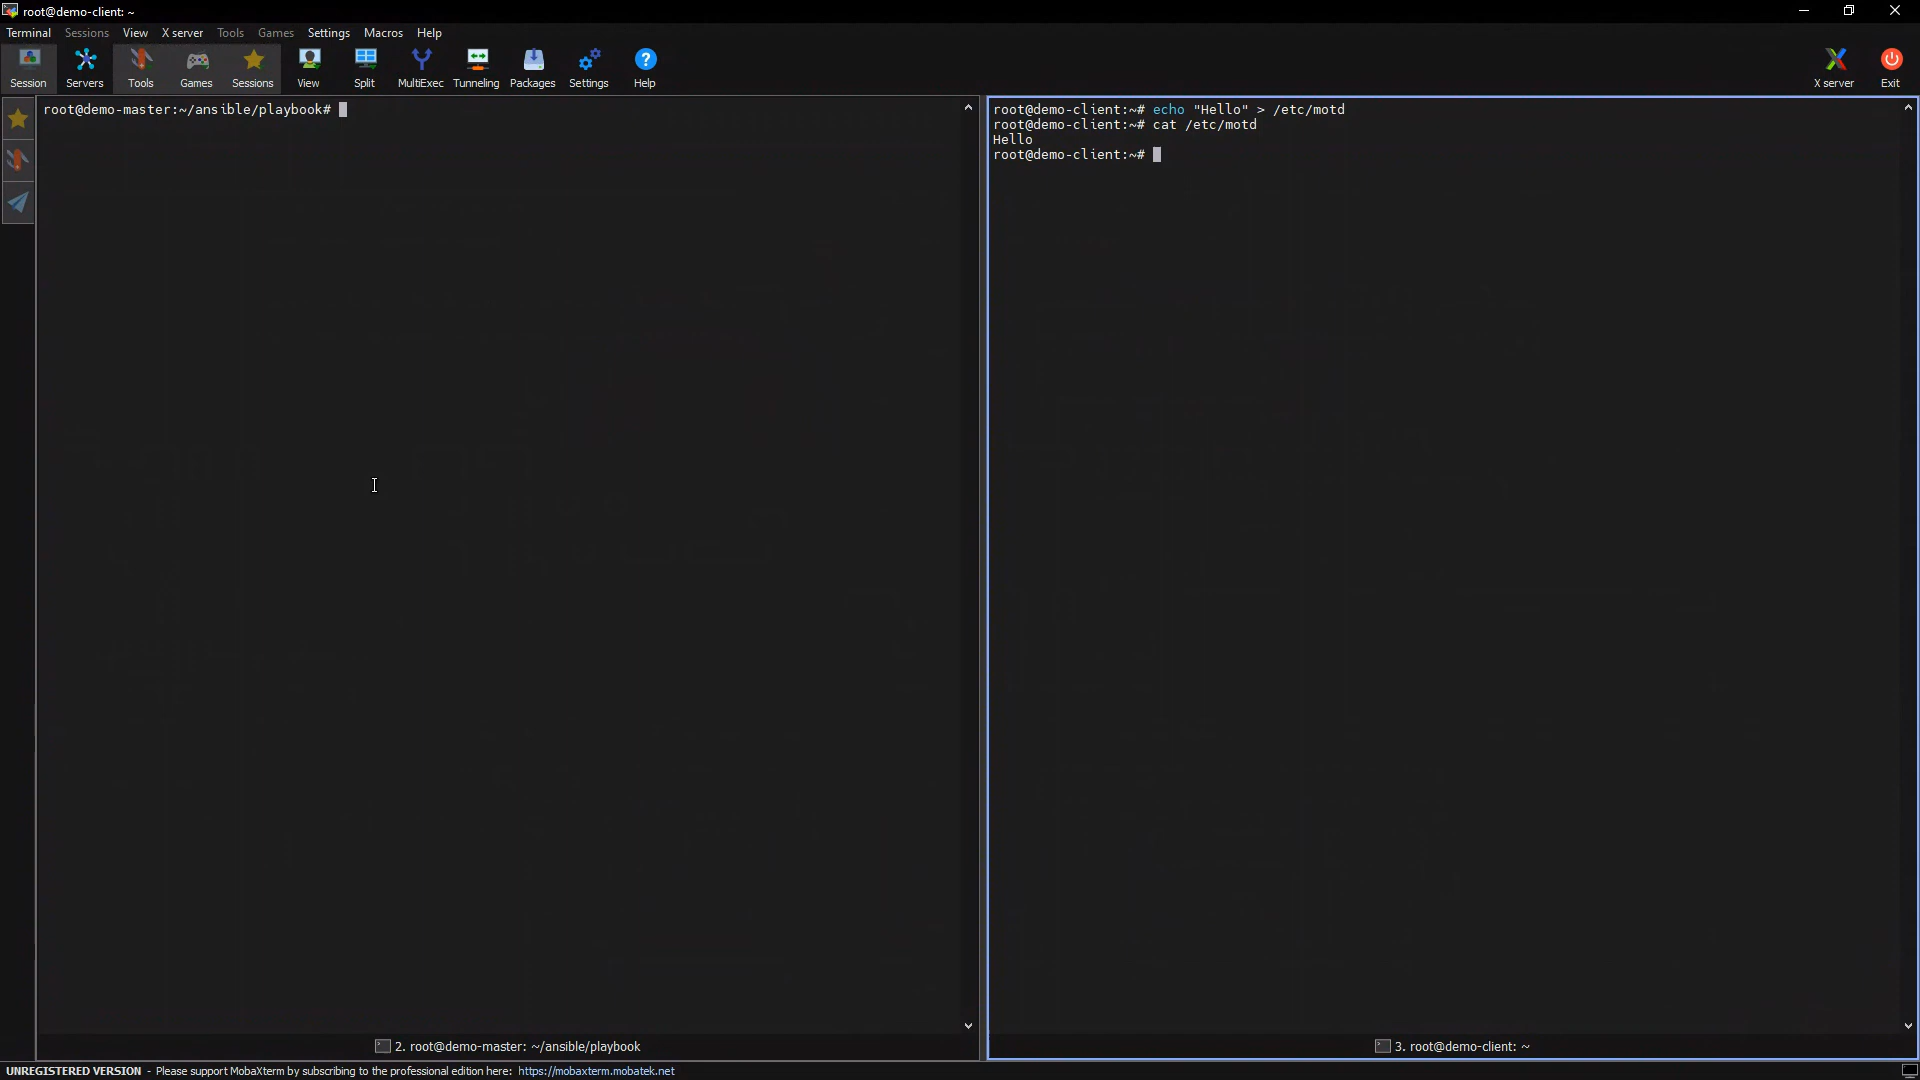 root@demo-client: ~
Terminal Sessions View X server Tools Games Settings Macros Help
Session Servers Tools Games Sessions View Split MultiExec Tunneling Packages Settings Help X server Exit
root@demo-master:~/ansible/playbook#
root@demo-client:~# echo "Hello" > /etc/motd
root@demo-client:~# cat /etc/motd
Hello
root@demo-client:~#
2. root@demo-master: ~/ansible/playbook
3. root@demo-client: ~
UNREGISTERED VERSION - Please support MobaXterm by subscribing to the professional edition here: https://mobaxterm.mobatek.net